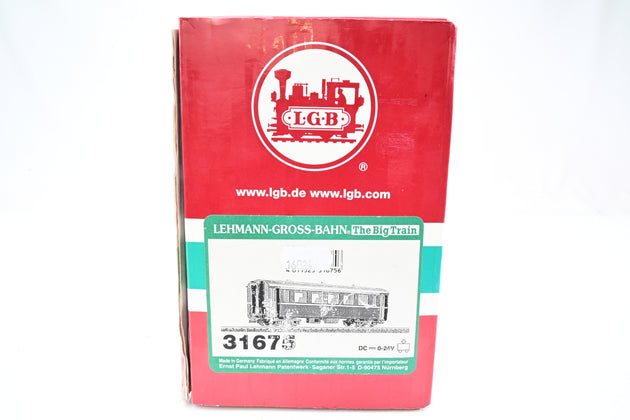 L·G·B
®
www.lgb.de www.lgb.com
LEHMANN-GROSS-BAHN® The Big Train
31675
DC 0-24V
Made in Germany Fabriqué en Allemagne Conformité aux normes garantie par l'importateur
Ernst Paul Lehmann Patentwerk · Saganer Str. 1-5 D-90475 Nürnberg